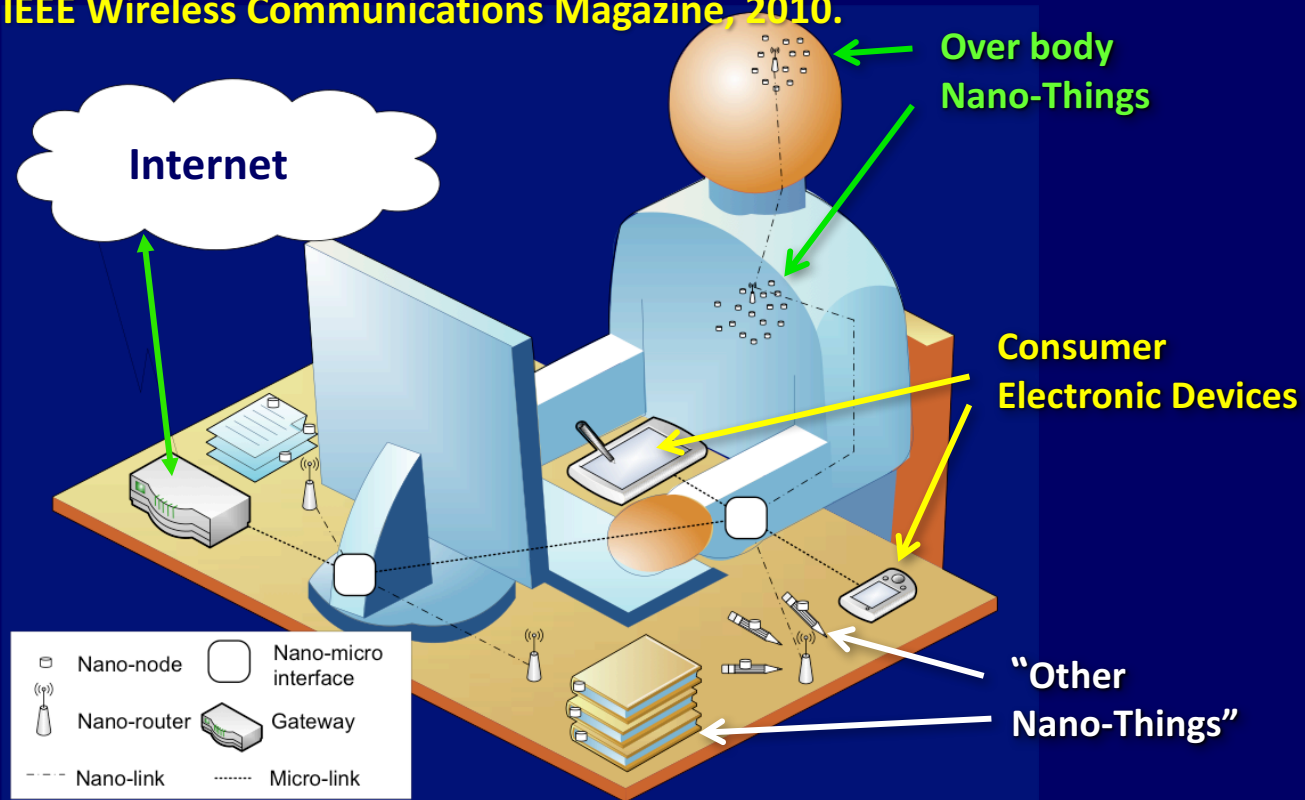 IEEE Wireless Communications Magazine, 2010.
Over body
Nano-Things
Internet
Consumer
Electronic Devices
"Other
Nano-Things”
Nano-node
Nano-micro
interface
Nano-router
Gateway
Nano-link
Micro-link